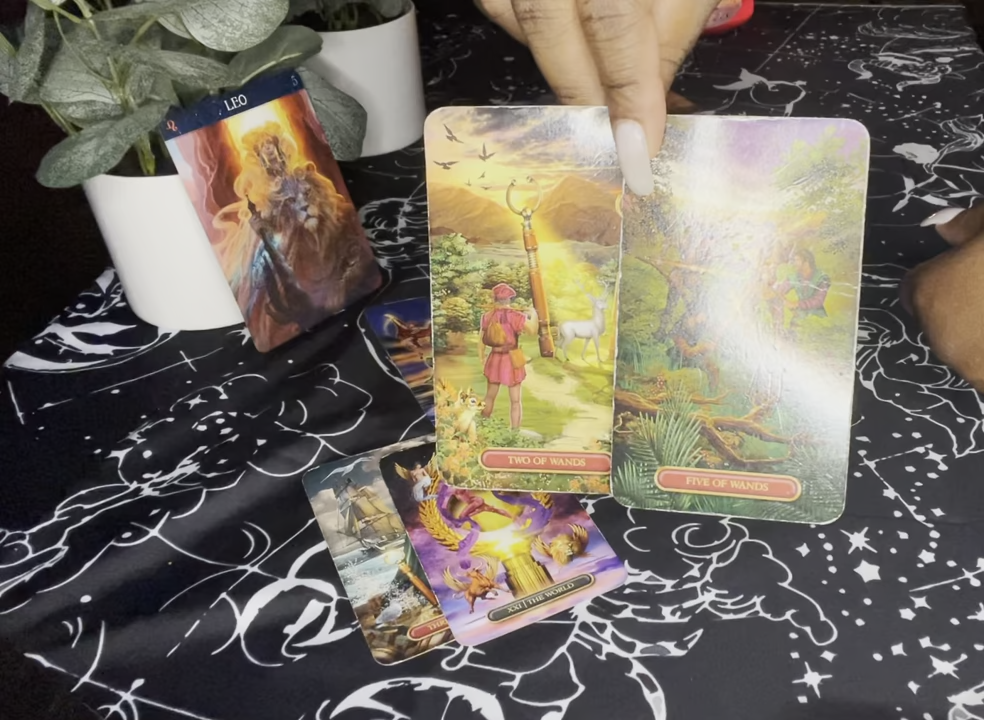 ♌ LEO 5
TWO OF WANDS
FIVE OF WANDS
XXI | THE WORLD